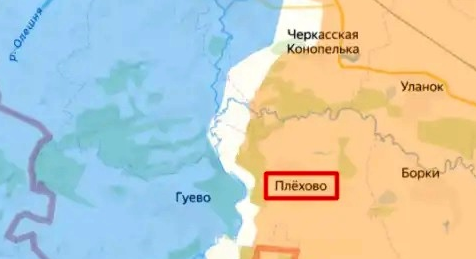 р. Олешня
Черкасская
Конопелька
Уланок
Борки
Плёхово
Гуево